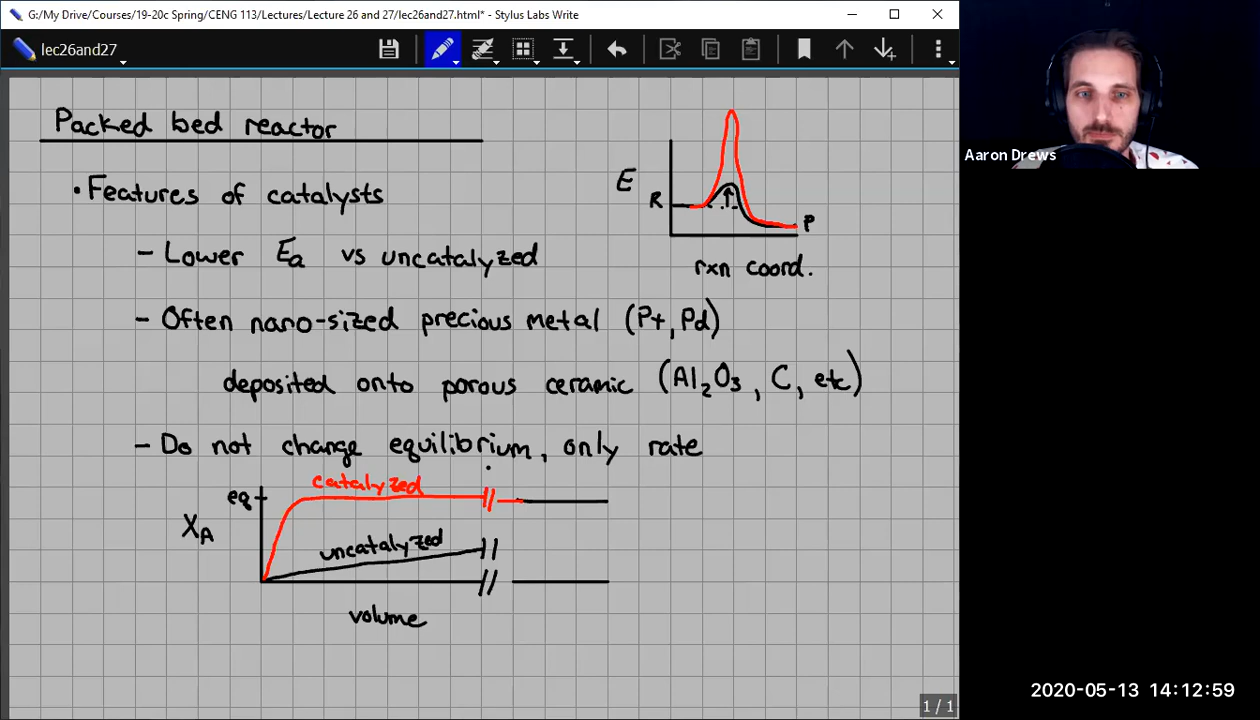 G:/My Drive/Courses/19-20c Spring/CENG 113/Lectures/Lecture 26 and 27/lec26and27.html* - Stylus Labs Write
lec26and27
Packed bed reactor
• Features of catalysts
- Lower Ea vs uncatalyzed
- Often nano-sized precious metal (Pt, Pd)
deposited onto porous ceramic (Al2O3, C, etc)
- Do not change equilibrium, only rate
E
R
P
rxn coord.
eq
XA
catalyzed
uncatalyzed
volume
1 / 1
Aaron Drews
2020-05-13 14:12:59